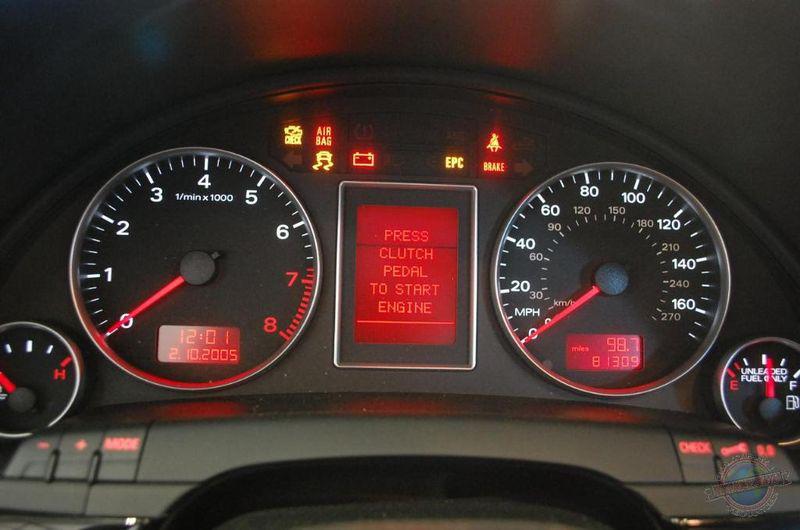 CHECK
AIR
BAG
EPC
BRAKE
0 1 2 3 4 5 6 7 8
1/min x 1000
12:01
2.10.2005
PRESS
CLUTCH
PEDAL
TO START
ENGINE
0 20 40 60 80 100 120 140 160
MPH
30 60 90 120 150 180 210 240 270
km/h
miles 98.7
81309
H
E UNLEADED F
FUEL ONLY
- + MODE
CHECK 0.0